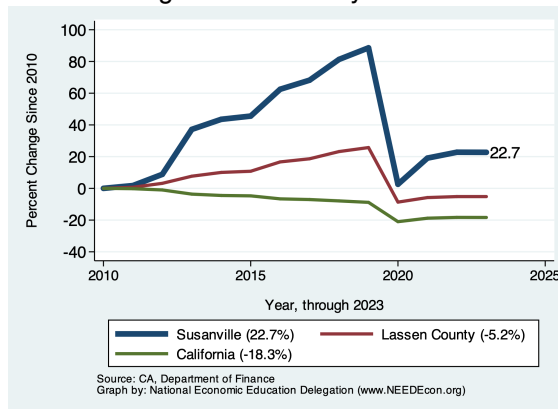 Percent Change Since 2010
100
80
60
40
20
0
-20
-40
22.7
2010
2015
2020
2025
Year, through 2023
Susanville (22.7%)
Lassen County (-5.2%)
California (-18.3%)
Source: CA, Department of Finance
Graph by: National Economic Education Delegation (www.NEEDEcon.org)